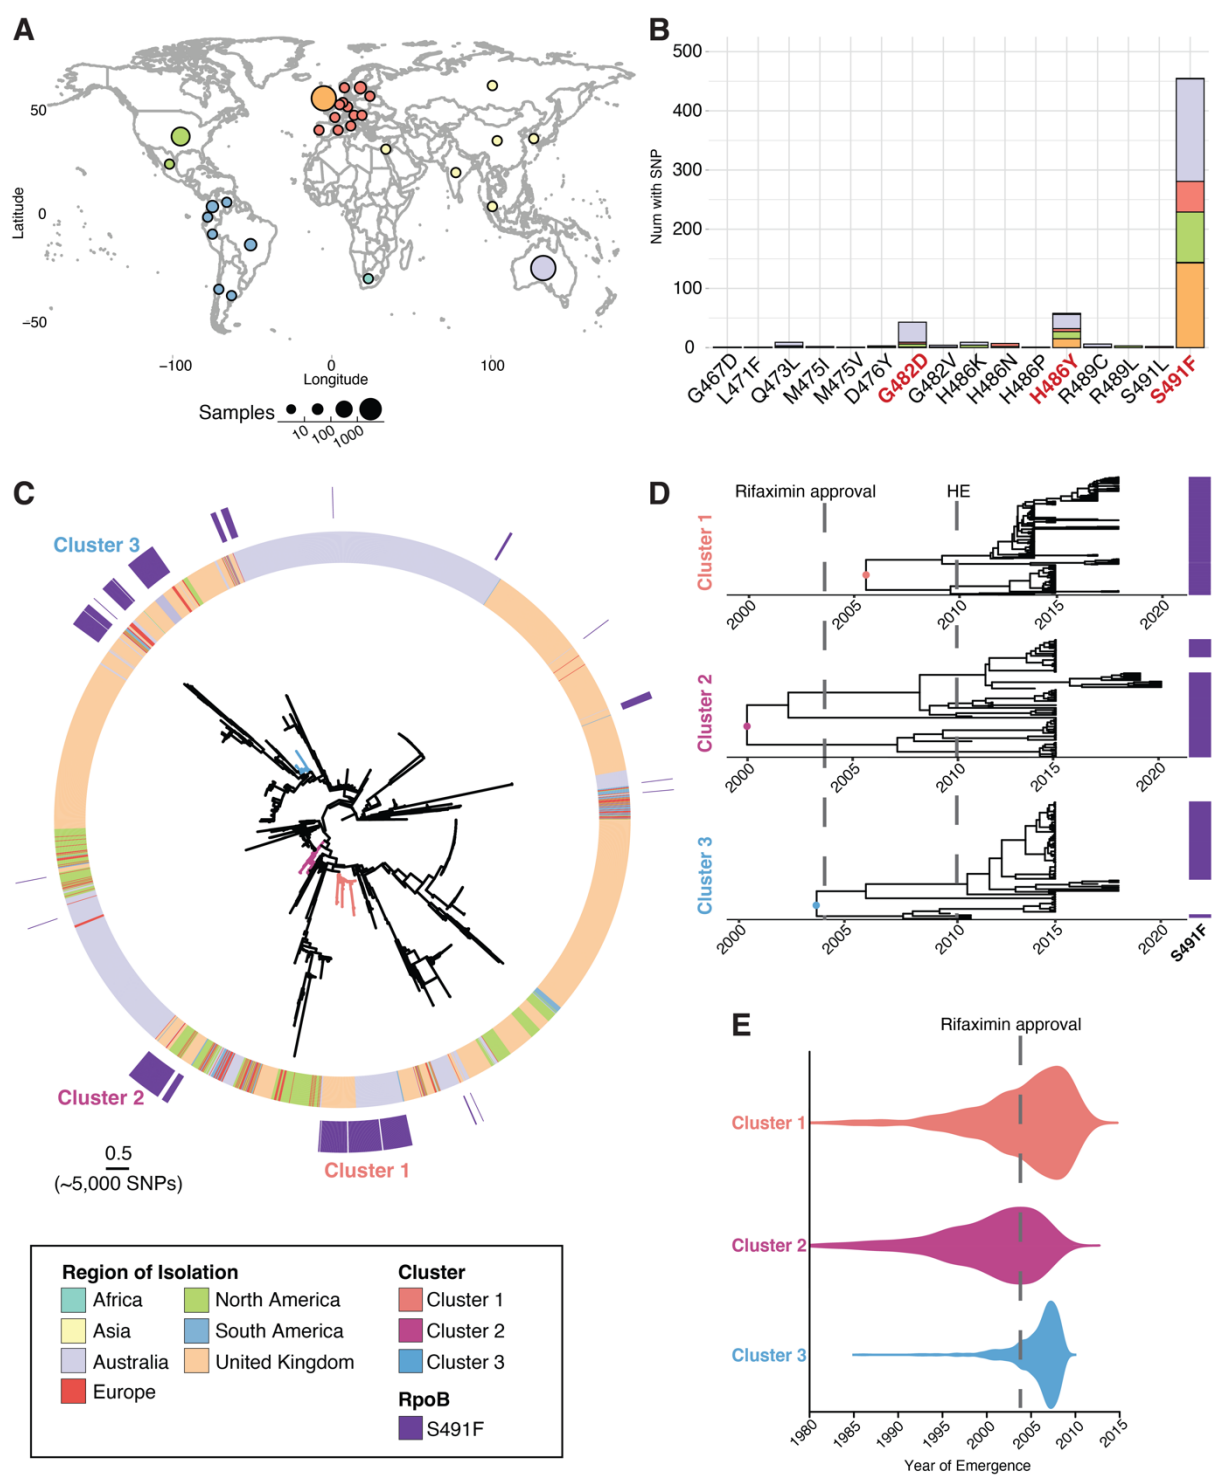 A
50
0
−50
Latitude
−100
0
100
Longitude
Samples
10
100
1000
B
500
400
300
200
100
0
Num with SNP
G467D
L471F
Q473L
M475I
M475V
D476Y
G482D
G482V
H486K
H486N
H486P
H486Y
R489C
R489L
S491L
S491F
C
Cluster 3
Cluster 2
Cluster 1
0.5
(~5,000 SNPs)
Region of Isolation
Africa
Asia
Australia
Europe
North America
South America
United Kingdom
Cluster
Cluster 1
Cluster 2
Cluster 3
RpoB
S491F
D
Rifaximin approval
HE
Cluster 1
2000
2005
2010
2015
2020
Cluster 2
2000
2005
2010
2015
2020
Cluster 3
2000
2005
2010
2015
2020
S491F
E
Rifaximin approval
Cluster 1
Cluster 2
Cluster 3
1980
1985
1990
1995
2000
2005
2010
2015
Year of Emergence